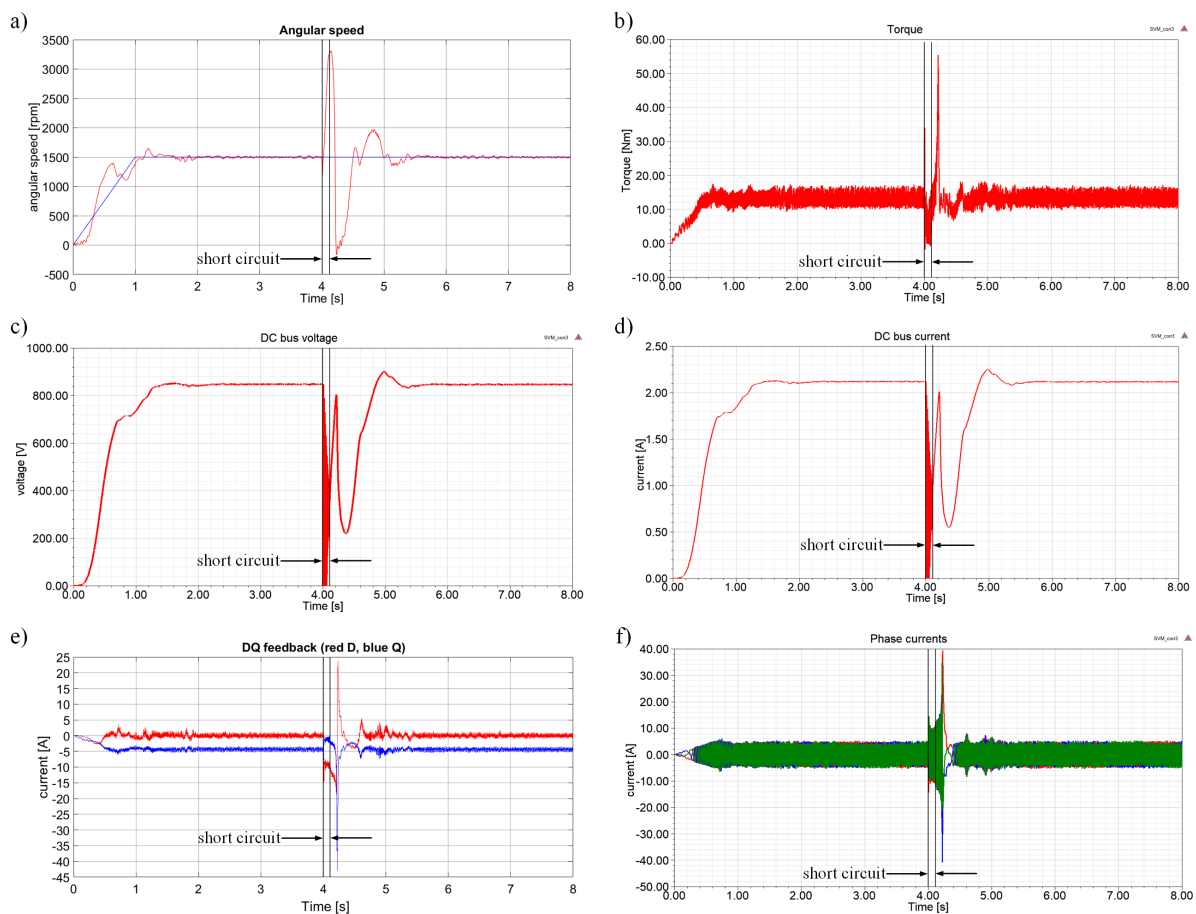 a)
Angular speed
3500
3000
2500
2000
1500
1000
500
0
-500
angular speed [rpm]
short circuit
0 1 2 3 4 5 6 7 8
Time [s]
b)
Torque
SVM_con3
60.00
50.00
40.00
30.00
20.00
10.00
0.00
-10.00
Torque [Nm]
short circuit
0.00 1.00 2.00 3.00 4.00 5.00 6.00 7.00 8.00
Time [s]
c)
DC bus voltage
SVM_con3
1000.00
800.00
600.00
400.00
200.00
0.00
voltage [V]
short circuit
0.00 1.00 2.00 3.00 4.00 5.00 6.00 7.00 8.00
Time [s]
d)
DC bus current
SVM_con3
2.50
2.00
1.50
1.00
0.50
0.00
current [A]
short circuit
0.00 1.00 2.00 3.00 4.00 5.00 6.00 7.00 8.00
Time [s]
e)
DQ feedback (red D, blue Q)
25
20
15
10
5
0
-5
-10
-15
-20
-25
-30
-35
-40
-45
current [A]
short circuit
0 1 2 3 4 5 6 7 8
Time [s]
f)
Phase currents
SVM_con3
40.00
30.00
20.00
10.00
0.00
-10.00
-20.00
-30.00
-40.00
-50.00
current [A]
short circuit
0.00 1.00 2.00 3.00 4.00 5.00 6.00 7.00 8.00
Time [s]